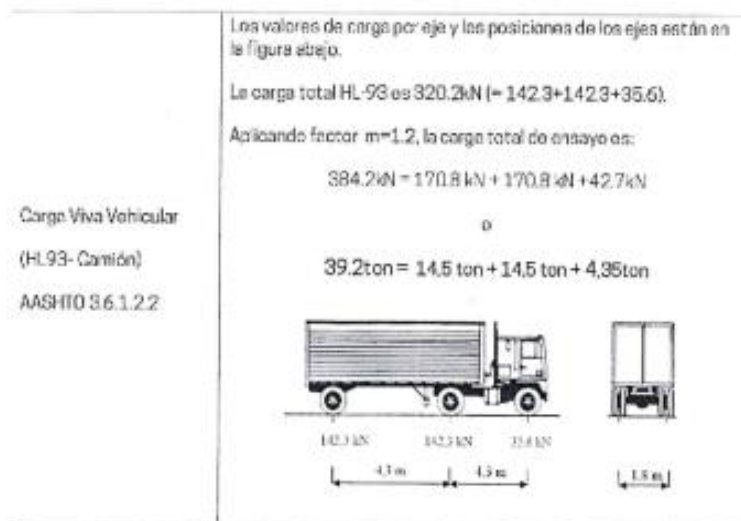 Los valores de carga por eje y las posiciones de los ejes están en
la figura abajo.
La carga total HL-93 es 320.2kN (= 142.3+142.3+35.6).
Aplicando factor m=1.2, la carga total de ensayo es:
384.2kN = 170.8 kN + 170.8 kN +42.7kN
o
39.2ton = 14,5 ton + 14,5 ton + 4,35ton
Carga Viva Vehicular
(HL93- Camión)
AASHTO 3.6.1.2.2
142.3 kN
142.3 kN
35.6 kN
4,3 m
1.8 m